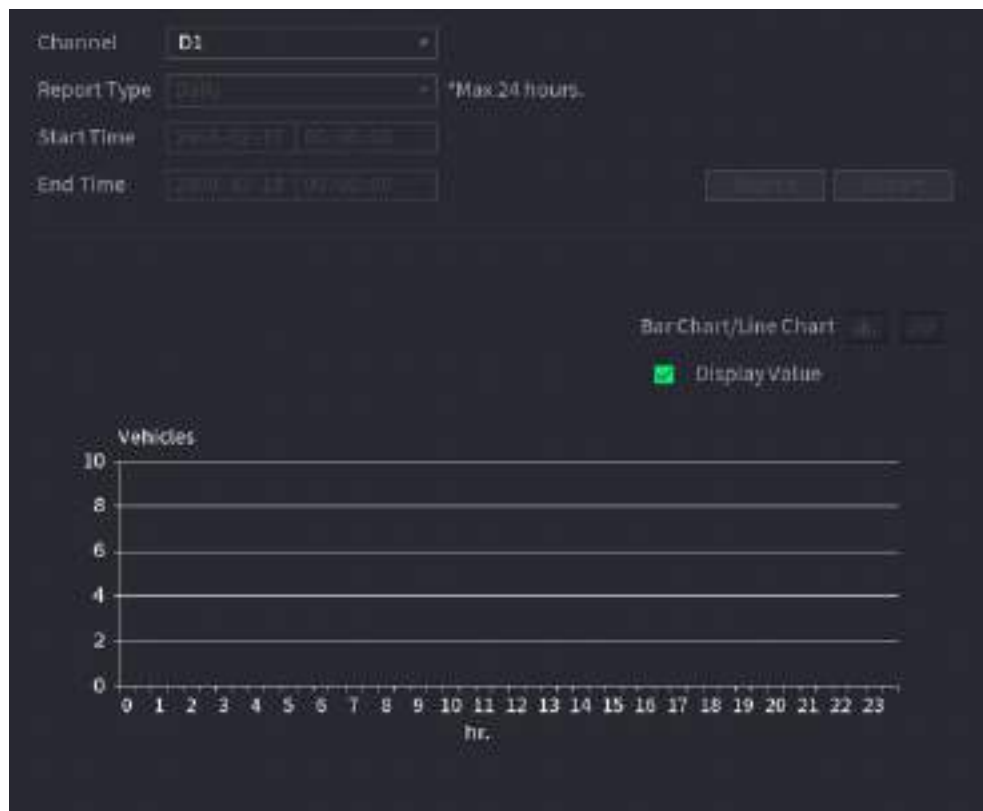 Channel D1
Report Type Daily *Max 24 hours.
Start Time
End Time
Bar Chart/Line Chart
Display Value
Vehicles
10
8
6
4
2
0
0 1 2 3 4 5 6 7 8 9 10 11 12 13 14 15 16 17 18 19 20 21 22 23
hr.